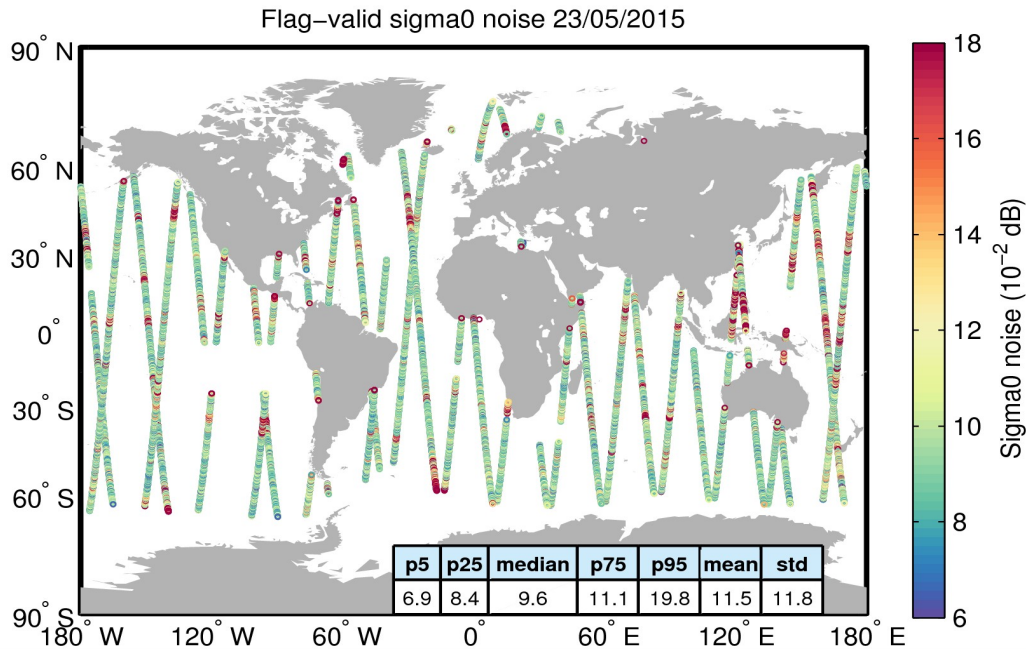 Flag−valid sigma0 noise 23/05/2015
90° N
60° N
30° N
0°
30° S
60° S
90° S
180° W
120° W
60° W
0°
60° E
120° E
180° E
p5 p25 median p75 p95 mean std
6.9 8.4 9.6 11.1 19.8 11.5 11.8
18
16
14
12
10
8
6
Sigma0 noise (10⁻² dB)